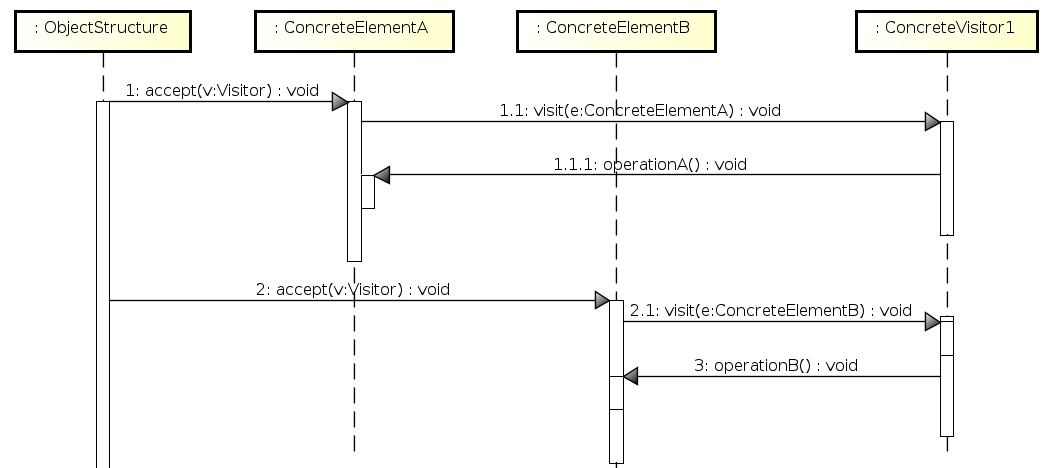 : ObjectStructure
: ConcreteElementA
: ConcreteElementB
: ConcreteVisitor1
1: accept(v:Visitor) : void
1.1: visit(e:ConcreteElementA) : void
1.1.1: operationA() : void
2: accept(v:Visitor) : void
2.1: visit(e:ConcreteElementB) : void
3: operationB() : void